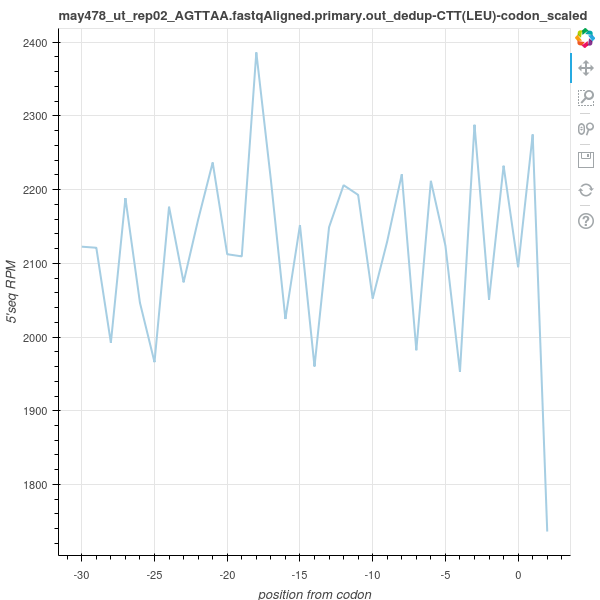 may478_ut_rep02_AGTTAA.fastqAligned.primary.out_dedup-CTT(LEU)-codon_scaled
2400
2300
2200
2100
2000
1900
1800
5'seq RPM
-30 -25 -20 -15 -10 -5 0
position from codon